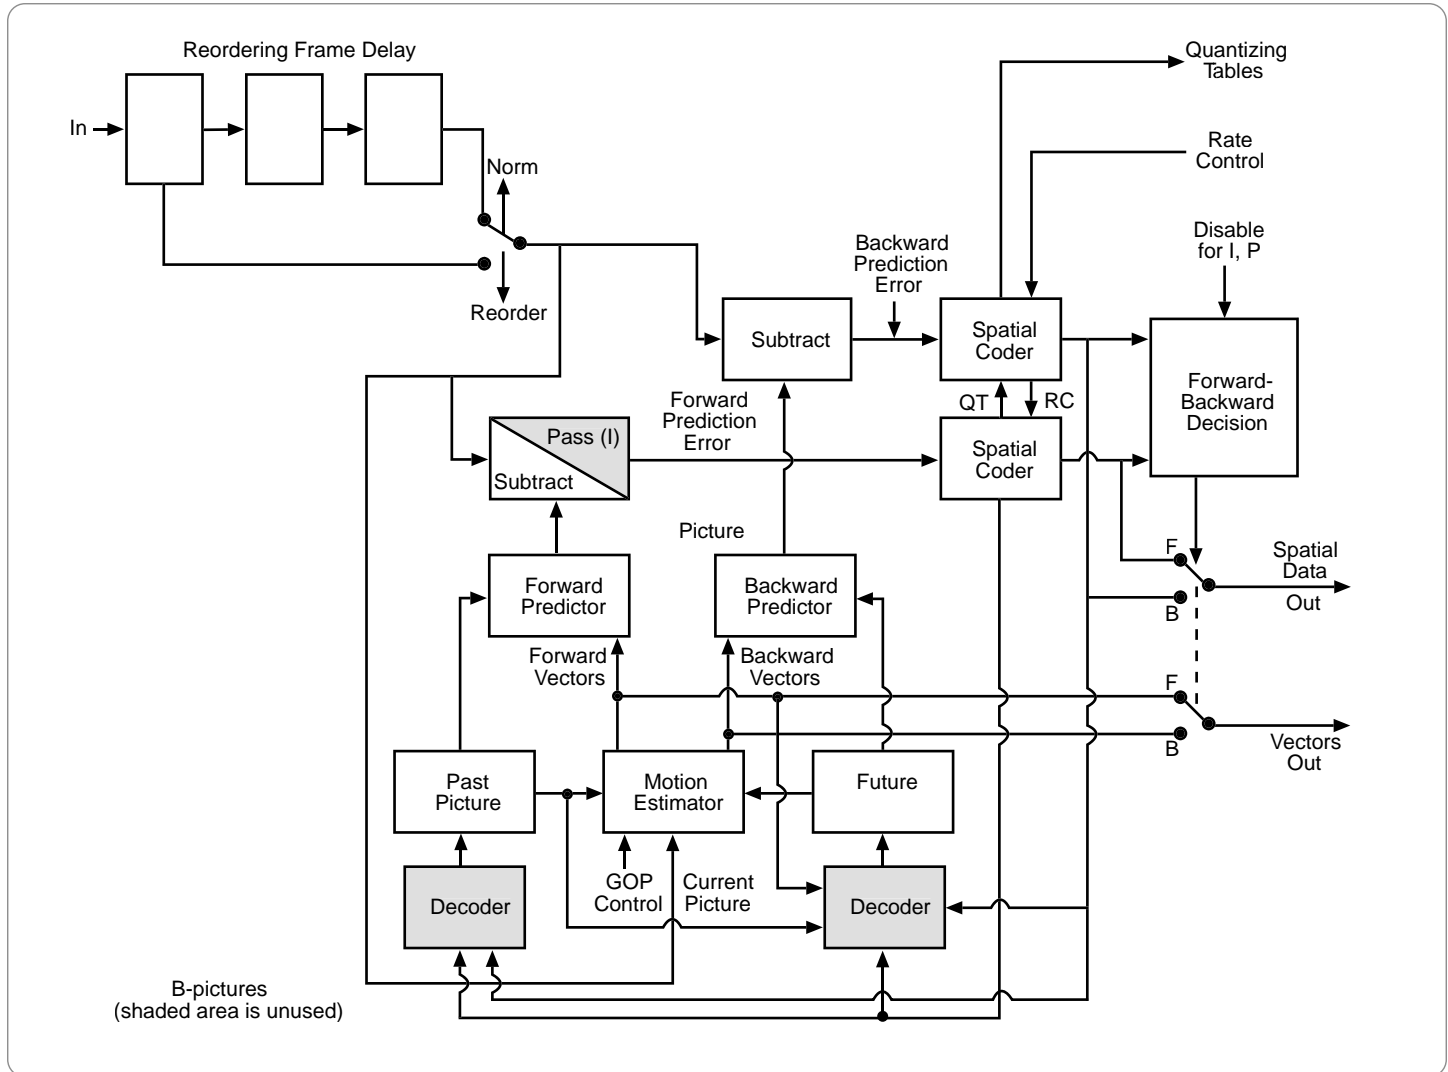 Reordering Frame Delay
Quantizing
Tables
In
Rate
Control
Norm
Reorder
Backward
Prediction
Error
Disable
for I, P
Subtract
Spatial
Coder
Forward-
Backward
Decision
QT
RC
Forward
Prediction
Error
Pass (I)
Subtract
Spatial
Coder
Picture
F
Spatial
Data
Out
B
Forward
Predictor
Backward
Predictor
Forward
Vectors
Backward
Vectors
F
B
Vectors
Out
Past
Picture
Motion
Estimator
Future
Decoder
GOP
Control
Current
Picture
Decoder
B-pictures
(shaded area is unused)